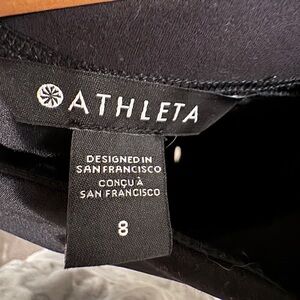 ATHLETA
DESIGNED IN
SAN FRANCISCO
CONÇU À
SAN FRANCISCO
8